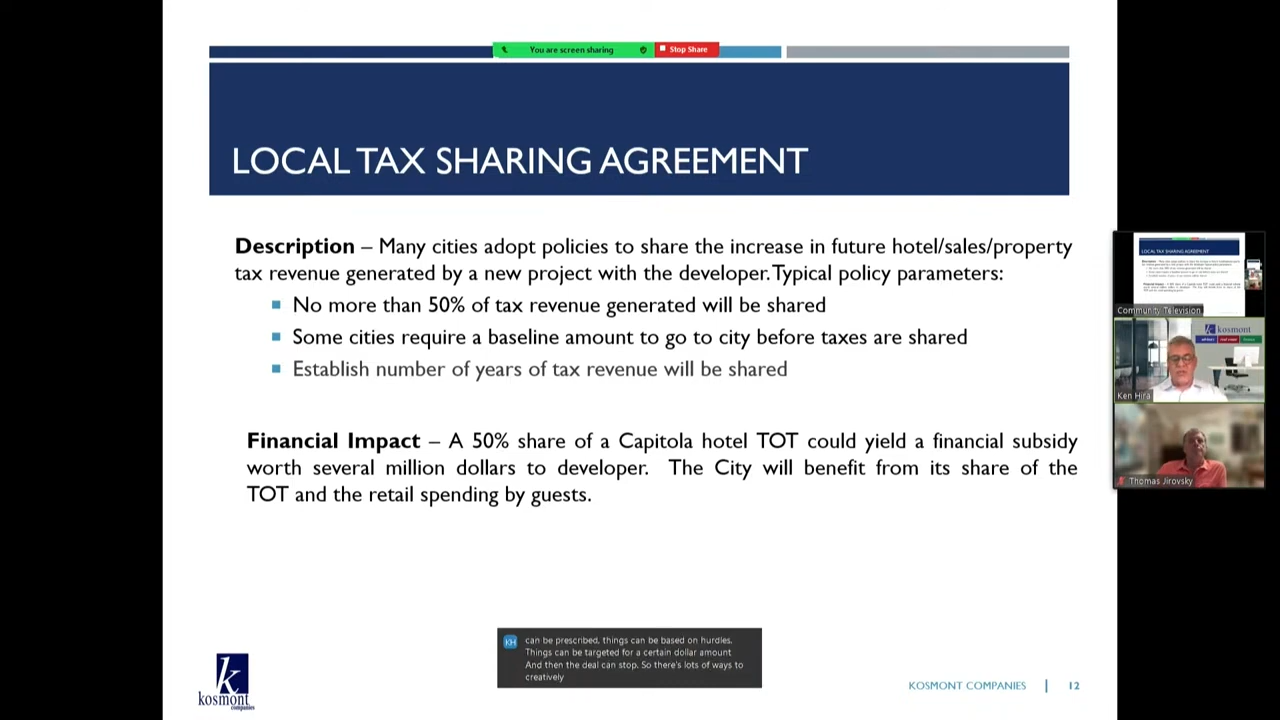 You are screen sharing
Stop Share
LOCAL TAX SHARING AGREEMENT
Description – Many cities adopt policies to share the increase in future hotel/sales/property
tax revenue generated by a new project with the developer. Typical policy parameters:
No more than 50% of tax revenue generated will be shared
Some cities require a baseline amount to go to city before taxes are shared
Establish number of years of tax revenue will be shared
Financial Impact – A 50% share of a Capitola hotel TOT could yield a financial subsidy
worth several million dollars to developer. The City will benefit from its share of the
TOT and the retail spending by guests.
LOCAL TAX SHARING AGREEMENT
Community Television
kosmont
Ken Hira
Thomas Jirovsky
KH
can be prescribed, things can be based on hurdles.
Things can be targeted for a certain dollar amount
And then the deal can stop. So there's lots of ways to
creatively
k
kosmont
companies
KOSMONT COMPANIES | 12